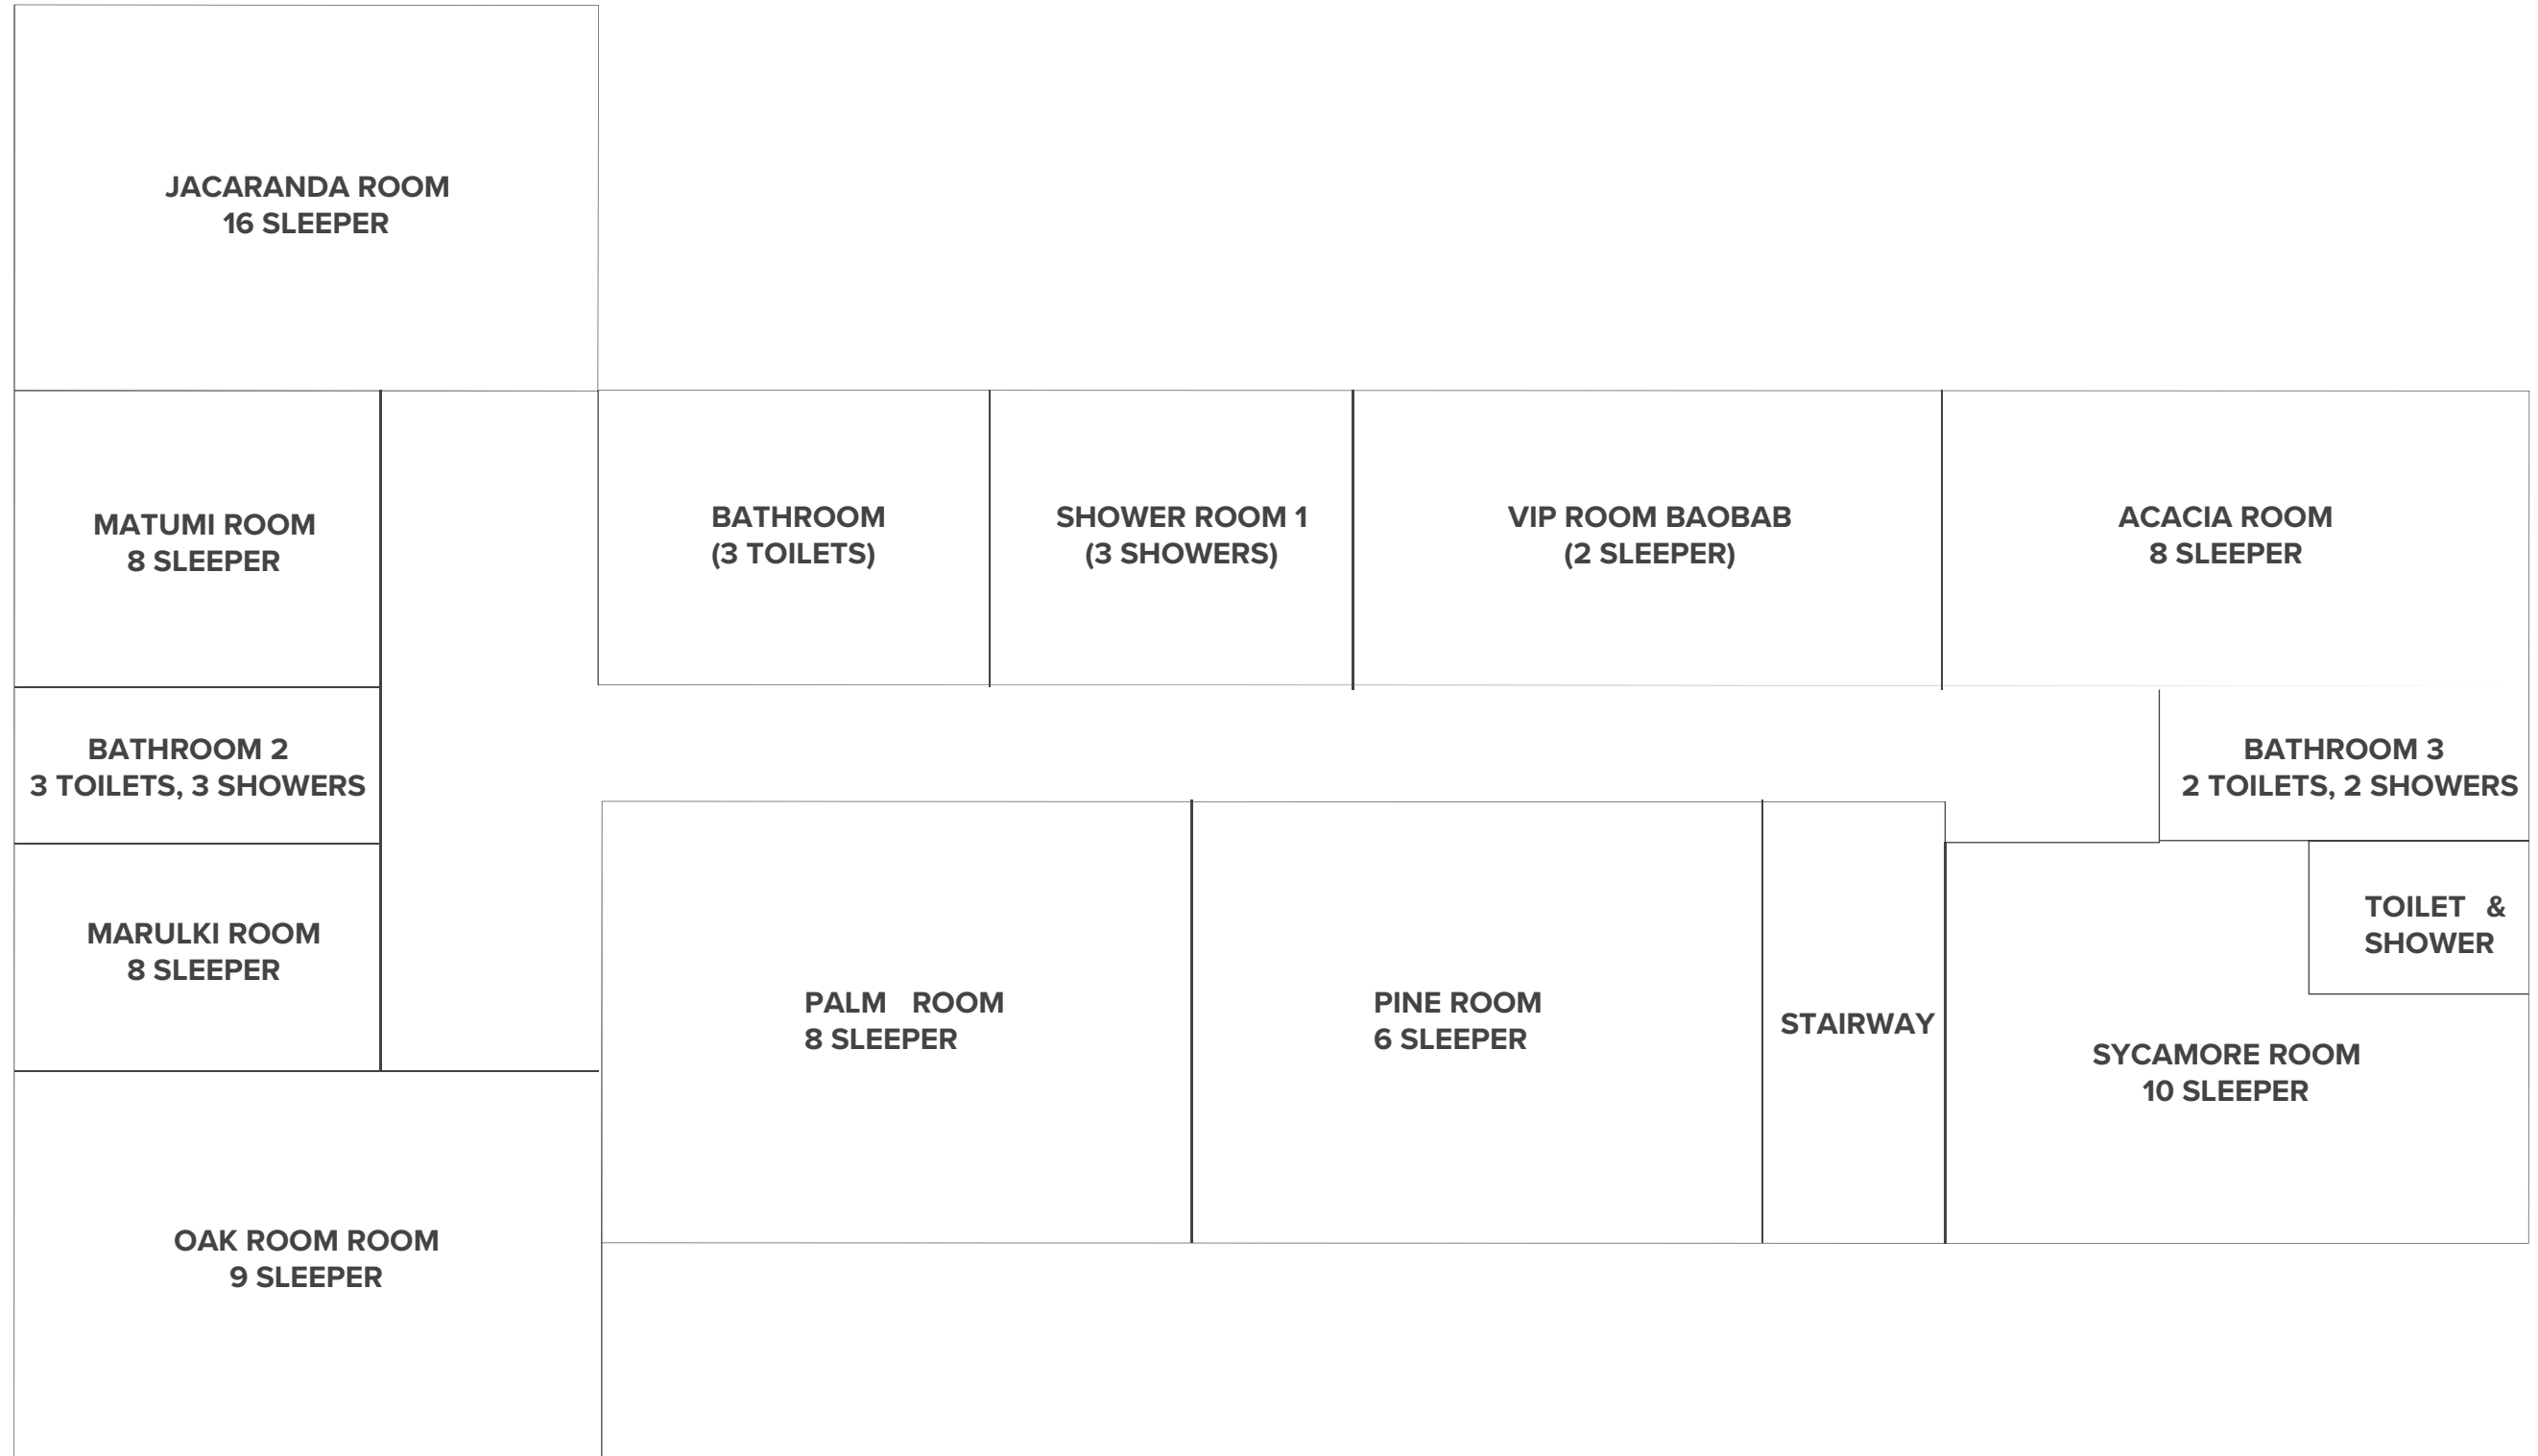 JACARANDA ROOM
16 SLEEPER
MATUMI ROOM
8 SLEEPER
BATHROOM
(3 TOILETS)
SHOWER ROOM 1
(3 SHOWERS)
VIP ROOM BAOBAB
(2 SLEEPER)
ACACIA ROOM
8 SLEEPER
BATHROOM 2
3 TOILETS, 3 SHOWERS
BATHROOM 3
2 TOILETS, 2 SHOWERS
MARULKI ROOM
8 SLEEPER
TOILET &
SHOWER
PALM ROOM
8 SLEEPER
PINE ROOM
6 SLEEPER
STAIRWAY
SYCAMORE ROOM
10 SLEEPER
OAK ROOM ROOM
9 SLEEPER